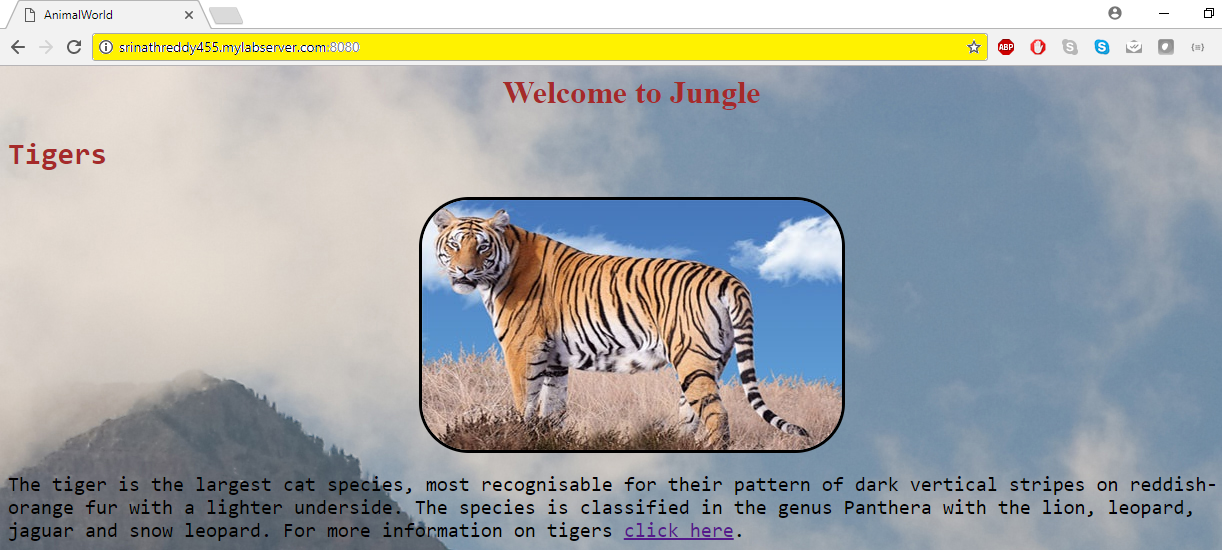 AnimalWorld
srinathreddy455.mylabserver.com:8080
ABP
Welcome to Jungle
Tigers
The tiger is the largest cat species, most recognisable for their pattern of dark vertical stripes on reddish-
orange fur with a lighter underside. The species is classified in the genus Panthera with the lion, leopard,
jaguar and snow leopard. For more information on tigers click here.